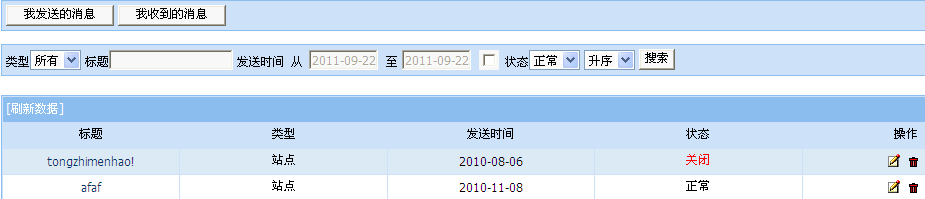 我发送的消息 我收到的消息
类型 所有 标题 发送时间 从 2011-09-22 至 2011-09-22 状态 正常 升序 搜索
[刷新数据]
标题 类型 发送时间 状态 操作
tongzhimenhao! 站点 2010-08-06 关闭
afaf 站点 2010-11-08 正常